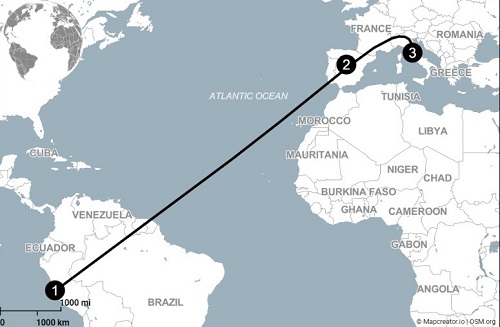 FRANCE
ROMANIA
2
3
GREECE
ATLANTIC OCEAN
TUNISIA
MOROCCO
LIBYA
CUBA
MAURITANIA
NIGER
CHAD
BURKINA FASO
VENEZUELA
GHANA
CAMEROON
ECUADOR
GABON
1
ANGOLA
BRAZIL
1000 mi
0
1000 km
© Mapcreator.io | OSM.org